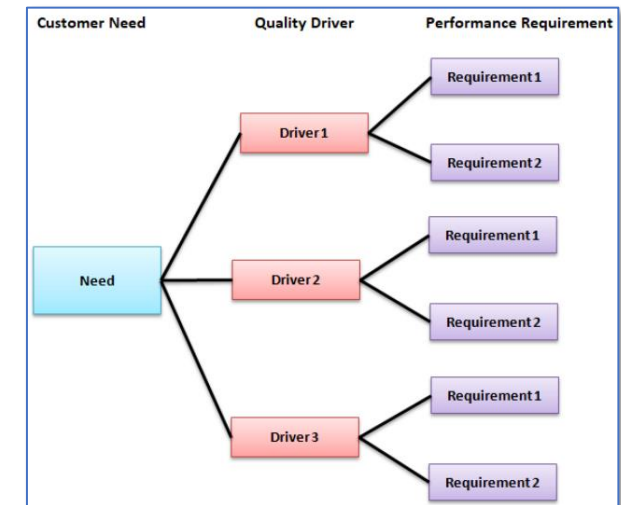 Customer Need Quality Driver Performance Requirement
Requirement1
Driver1
Requirement2
Requirement1
Need Driver2
Requirement2
Requirement1
Driver3
Requirement2